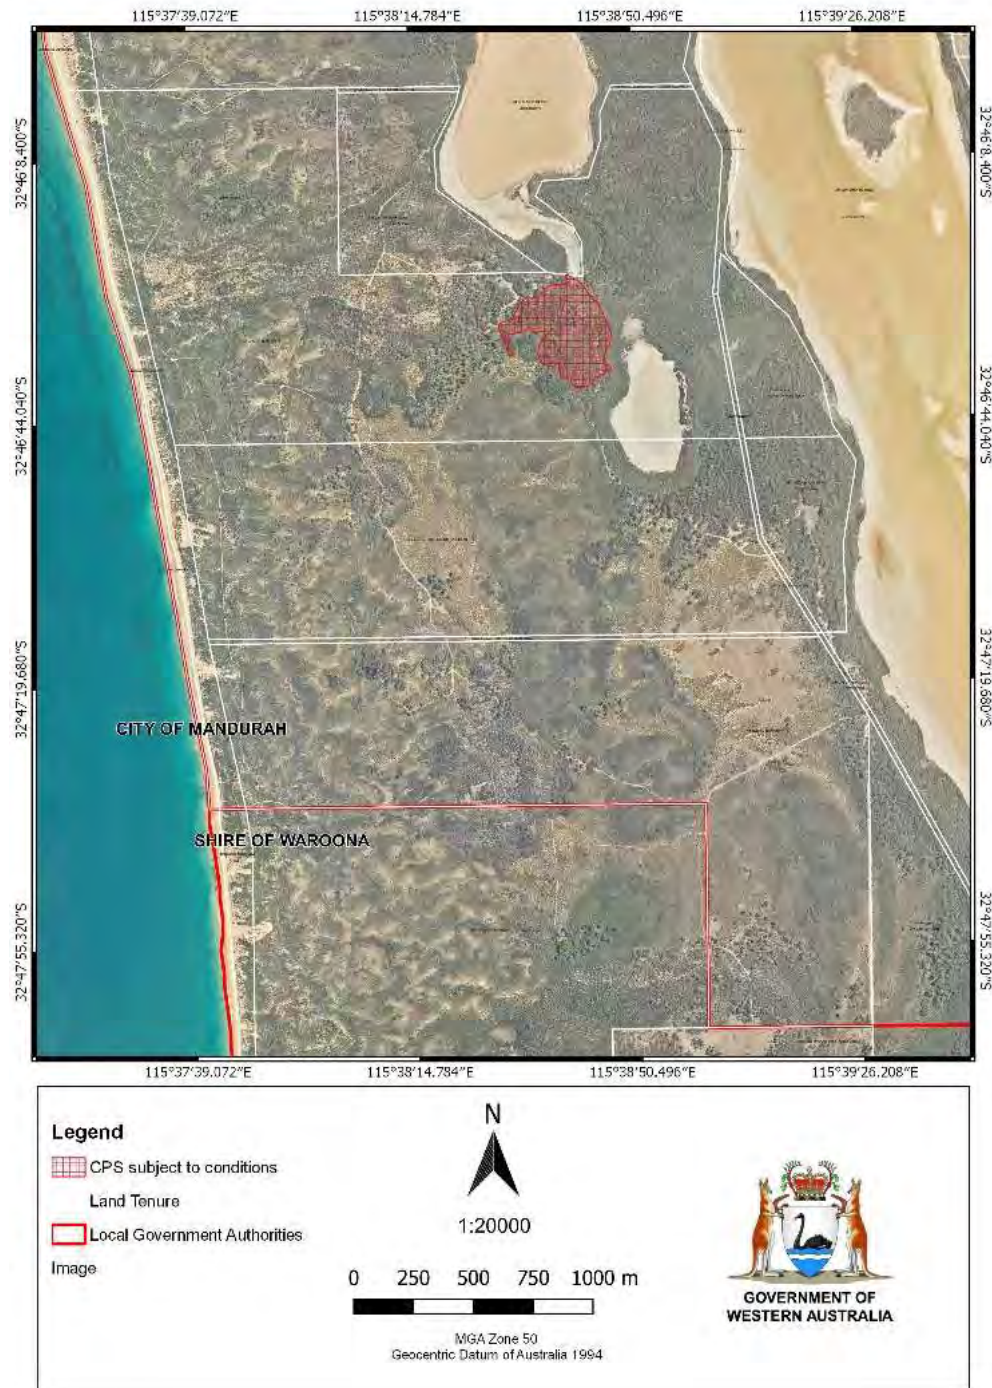 115°37'39.072"E 115°38'14.784"E 115°38'50.496"E 115°39'26.208"E
32°46'8.400"S
32°46'8.400"S
32°46'44.040"S
32°46'44.040"S
32°47'19.680"S
32°47'19.680"S
CITY OF MANDURAH
SHIRE OF WAROONA
32°47'55.320"S
32°47'55.320"S
115°37'39.072"E 115°38'14.784"E 115°38'50.496"E 115°39'26.208"E
Legend
CPS subject to conditions
Land Tenure
Local Government Authorities
Image
N
1:20000
0 250 500 750 1000 m
MGA Zone 50
Geocentric Datum of Australia 1994
GOVERNMENT OF
WESTERN AUSTRALIA